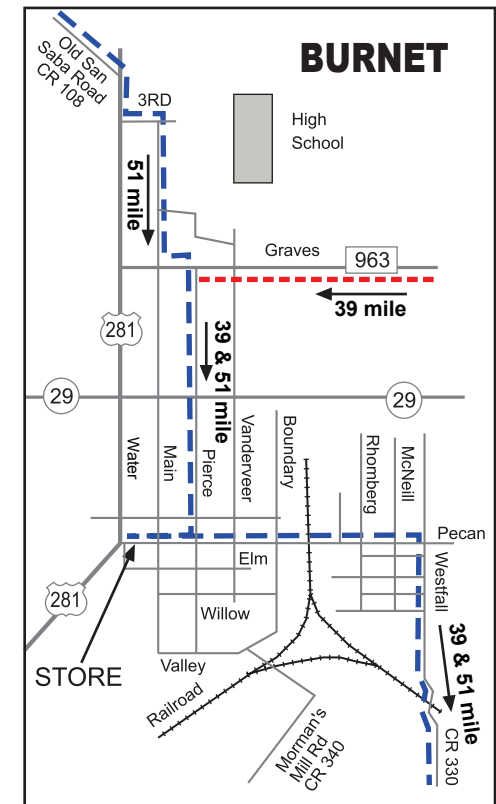 BURNET
Old San
Saba Road
CR 108
3RD
High
School
51 mile
Graves
963
39 mile
281
39 & 51 mile
29
29
Water
Main
Pierce
Vanderveer
Boundary
Rhomberg
McNeill
Pecan
Elm
Westfall
281
Willow
STORE
Valley
39 & 51 mile
Railroad
Morman's
Mill Rd
CR 340
CR 330